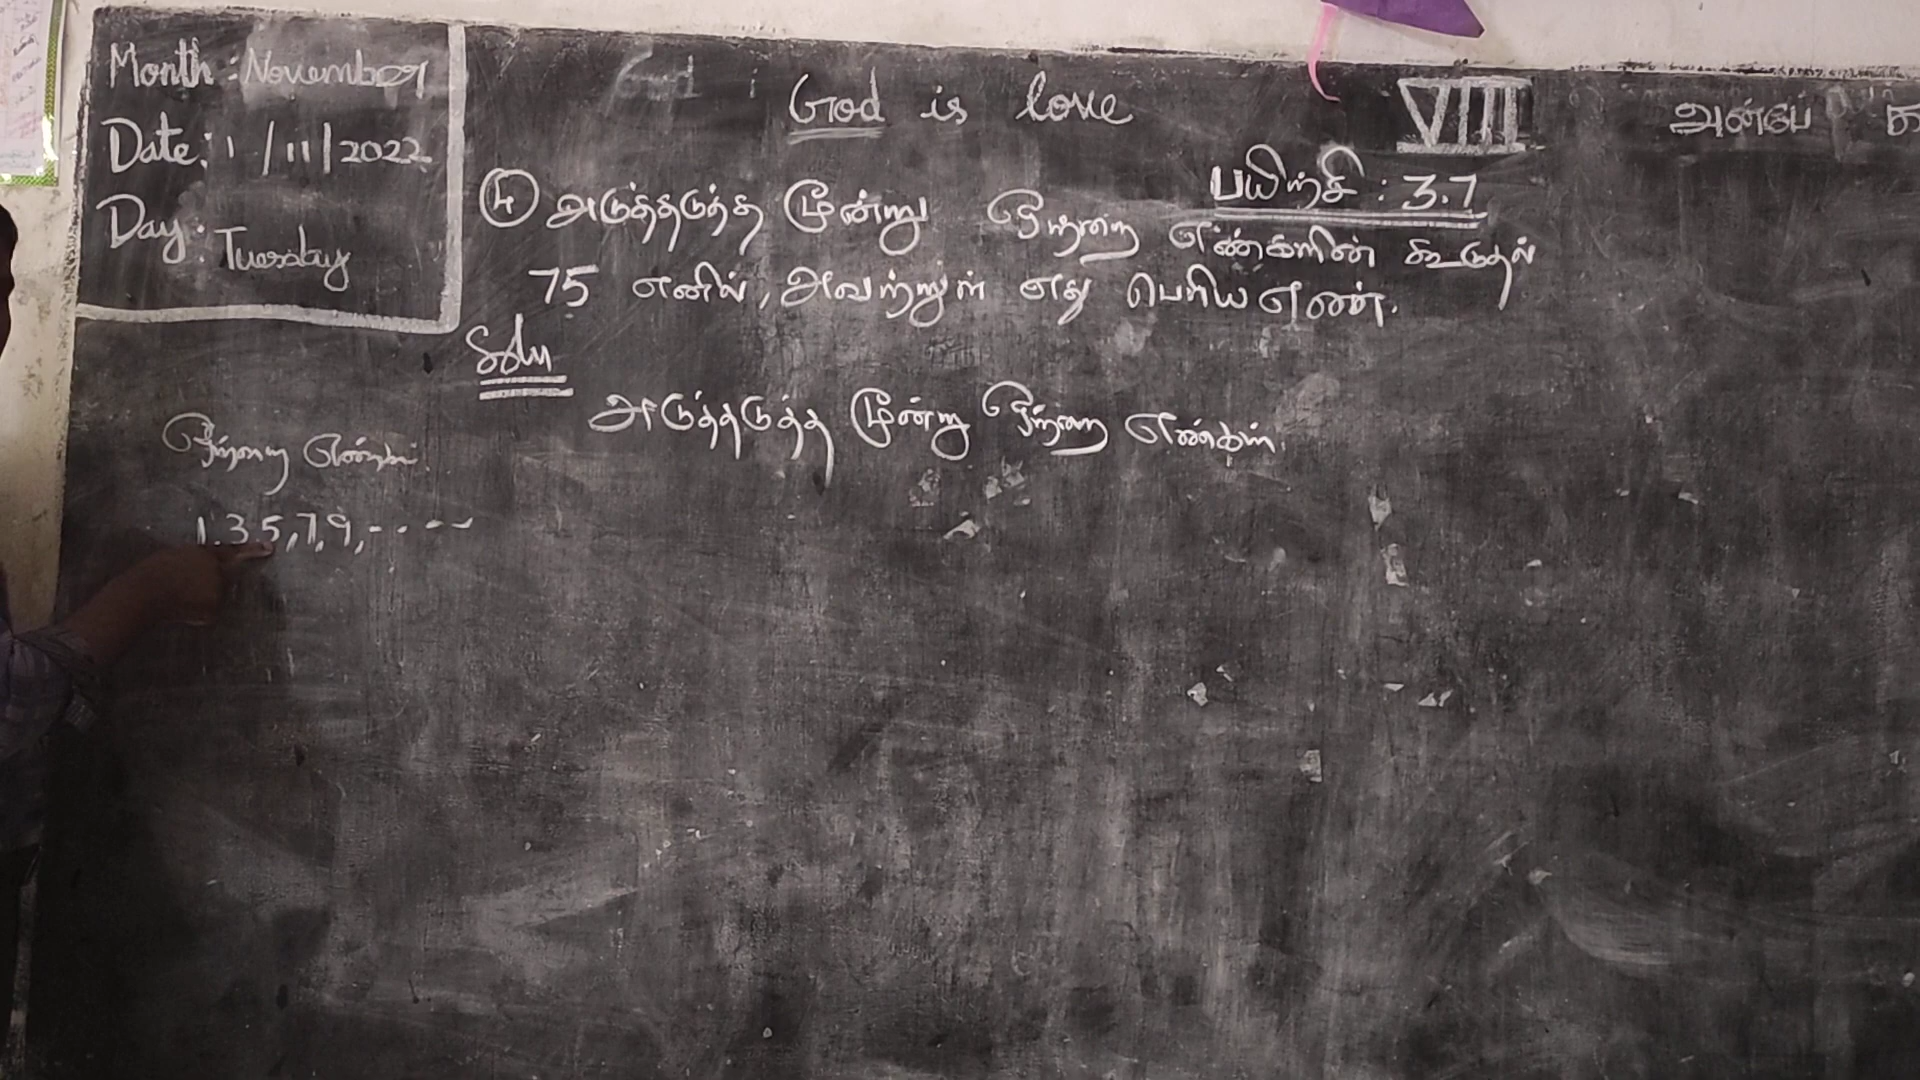 Month : November
Date: 1/11/2022
Day: Tuesday
God is love
VIII
அன்பே
பயிற்சி : 3.7
④ அடுத்தடுத்த மூன்று ஒற்றை எண்களின் கூடுதல்
75 எனில், அவற்றுள் எது பெரிய எண்.
Soln
அடுத்தடுத்த மூன்று ஒற்றை எண்கள்.
ஒற்றை எண்கள்.
1, 3, 5, 7, 9, - - - -